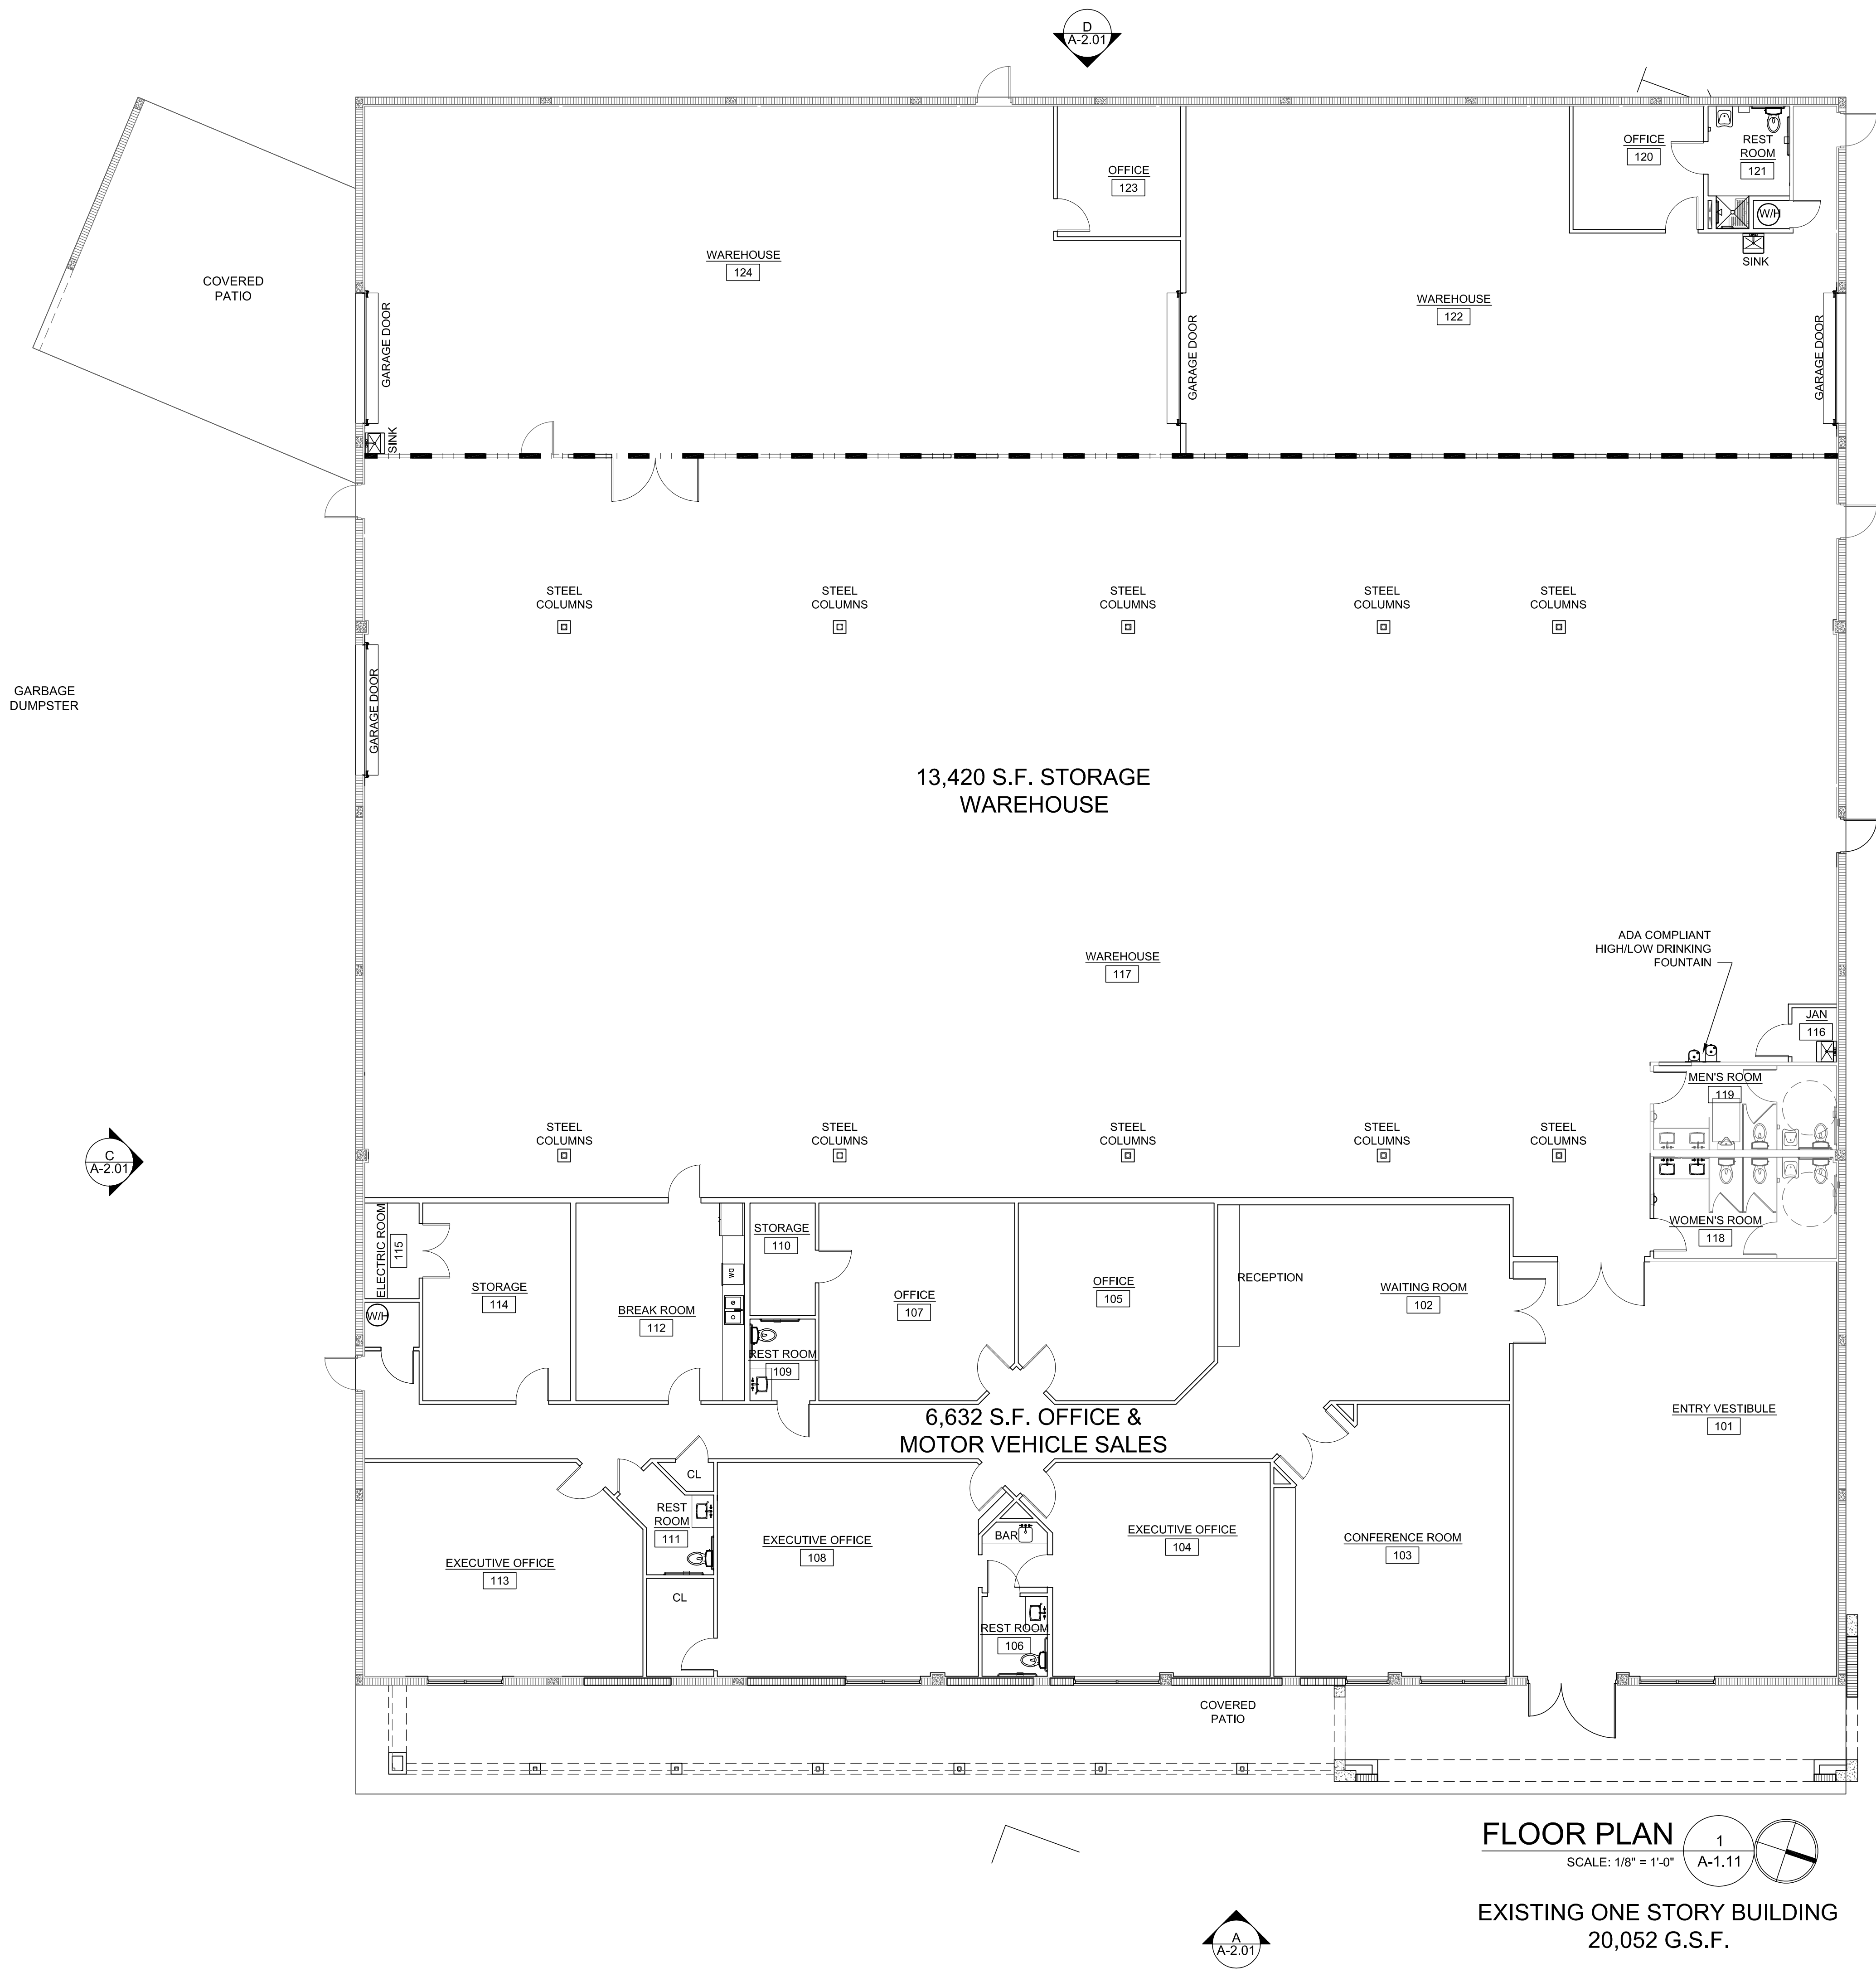 D
A-2.01
OFFICE
120
REST
ROOM
121
OFFICE
123
W/H
SINK
WAREHOUSE
124
COVERED
PATIO
WAREHOUSE
122
GARAGE DOOR
GARAGE DOOR
GARAGE DOOR
SINK
STEEL
COLUMNS
STEEL
COLUMNS
STEEL
COLUMNS
STEEL
COLUMNS
STEEL
COLUMNS
GARBAGE
DUMPSTER
GARAGE DOOR
13,420 S.F. STORAGE
WAREHOUSE
WAREHOUSE
117
ADA COMPLIANT
HIGH/LOW DRINKING
FOUNTAIN
JAN
116
MEN'S ROOM
119
C
A-2.01
STEEL
COLUMNS
STEEL
COLUMNS
STEEL
COLUMNS
STEEL
COLUMNS
STEEL
COLUMNS
WOMEN'S ROOM
118
ELECTRIC ROOM
115
W/H
STORAGE
114
BREAK ROOM
112
DW
STORAGE
110
REST ROOM
109
OFFICE
107
OFFICE
105
RECEPTION
WAITING ROOM
102
6,632 S.F. OFFICE &
MOTOR VEHICLE SALES
ENTRY VESTIBULE
101
CL
REST
ROOM
111
EXECUTIVE OFFICE
113
CL
EXECUTIVE OFFICE
108
BAR
EXECUTIVE OFFICE
104
CONFERENCE ROOM
103
REST ROOM
106
COVERED
PATIO
FLOOR PLAN
SCALE: 1/8" = 1'-0"
1
A-1.11
EXISTING ONE STORY BUILDING
20,052 G.S.F.
A
A-2.01